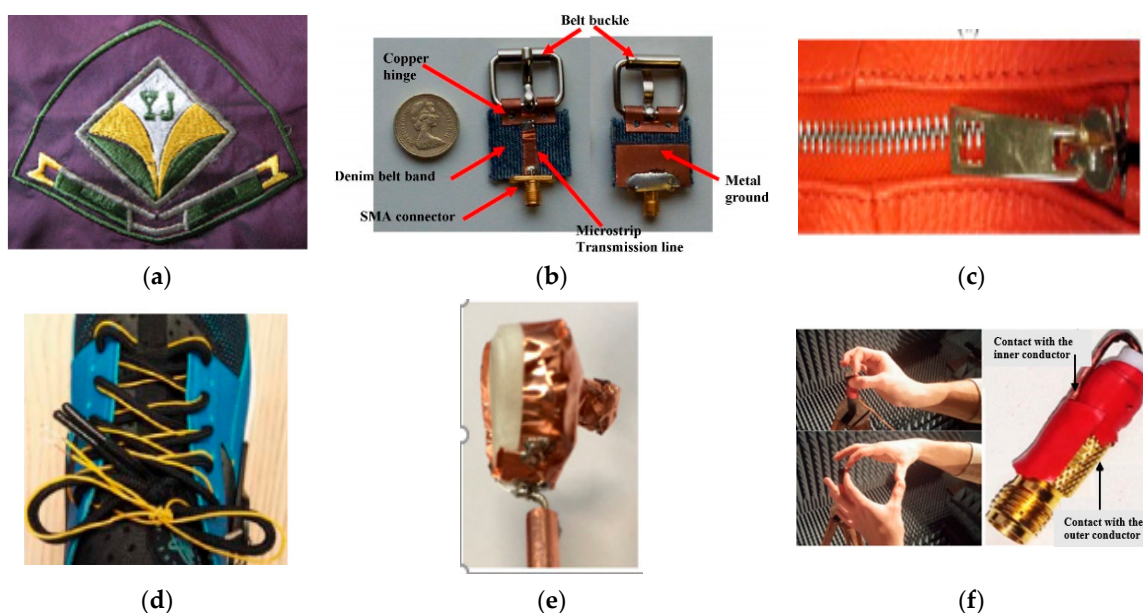 YJ
(a)
Belt buckle
Copper
hinge
Denim belt band
SMA connector
Metal
ground
Microstrip
Transmission line
(b)
(c)
(d)
(e)
Contact with the
inner conductor
Contact with the
outer conductor
(f)